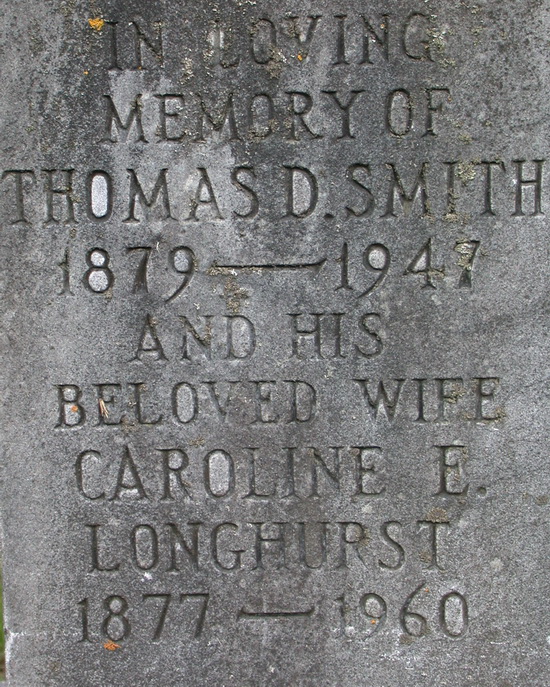 IN LOVING
MEMORY OF
THOMAS D. SMITH
1879 — 1947
AND HIS
BELOVED WIFE
CAROLINE E.
LONGHURST
1877 — 1960